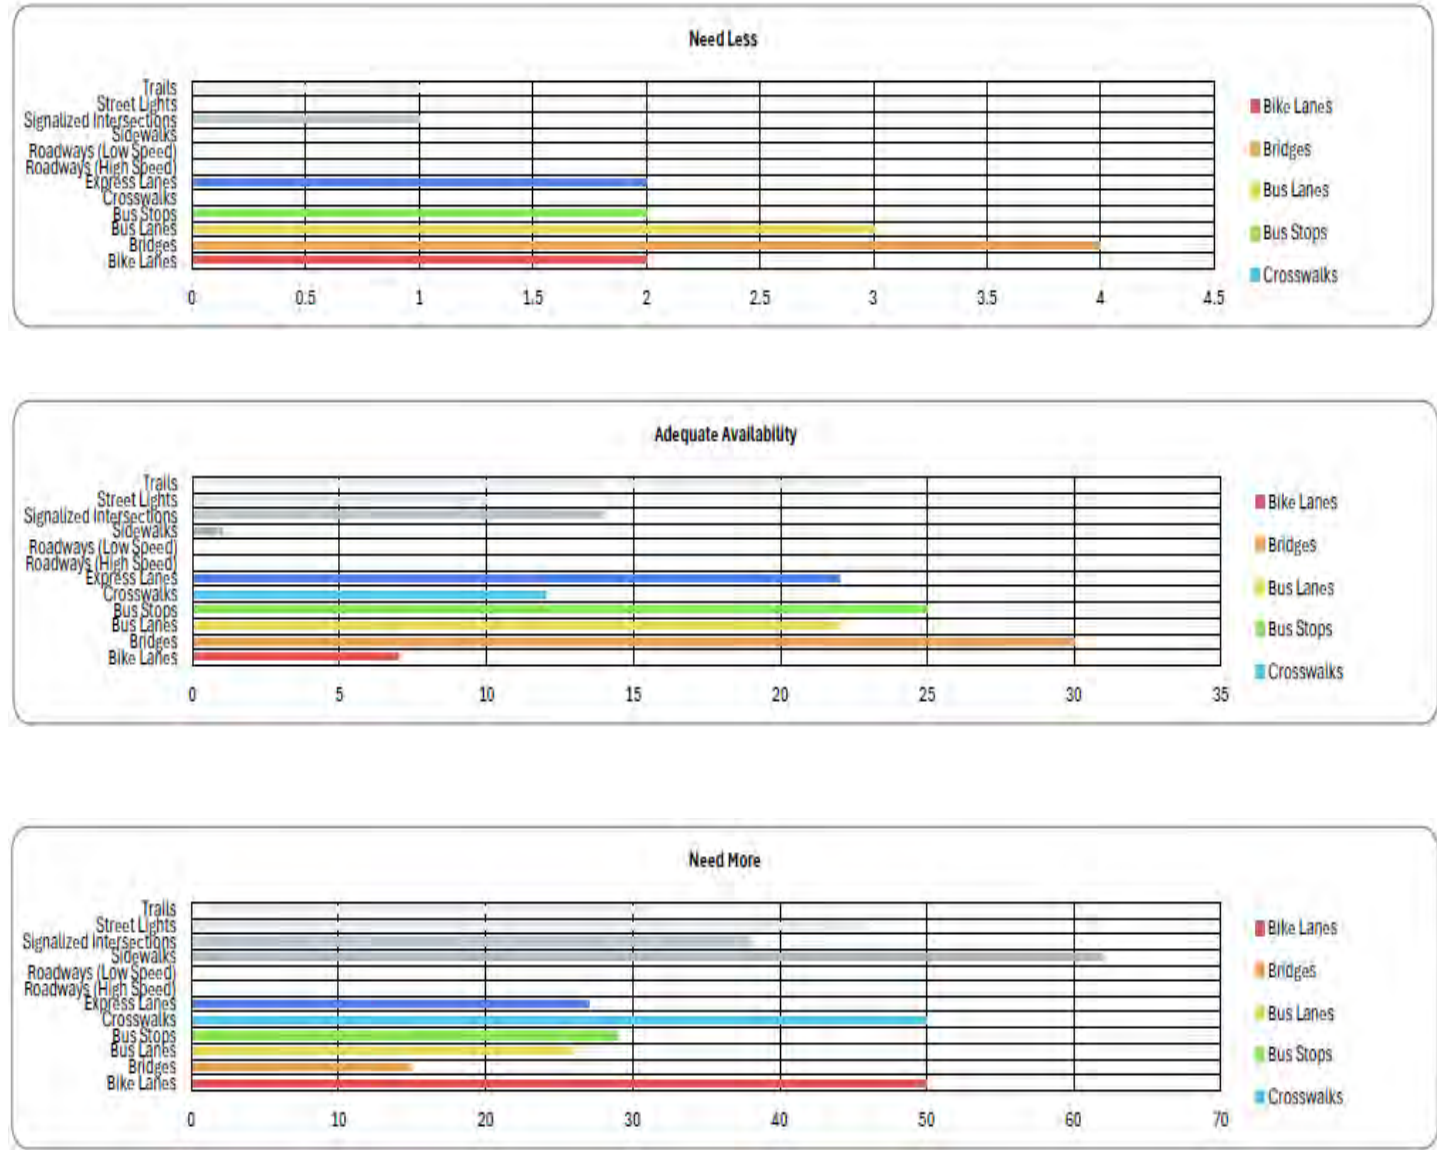 Need Less
Trails
Street Lights
Signalized Intersections
Sidewalks
Roadways (Low Speed)
Roadways (High Speed)
Express Lanes
Crosswalks
Bus Stops
Bus Lanes
Bridges
Bike Lanes
0 0.5 1 1.5 2 2.5 3 3.5 4 4.5
Bike Lanes
Bridges
Bus Lanes
Bus Stops
Crosswalks
Adequate Availability
Trails
Street Lights
Signalized Intersections
Sidewalks
Roadways (Low Speed)
Roadways (High Speed)
Express Lanes
Crosswalks
Bus Stops
Bus Lanes
Bridges
Bike Lanes
0 5 10 15 20 25 30 35
Bike Lanes
Bridges
Bus Lanes
Bus Stops
Crosswalks
Need More
Trails
Street Lights
Signalized Intersections
Sidewalks
Roadways (Low Speed)
Roadways (High Speed)
Express Lanes
Crosswalks
Bus Stops
Bus Lanes
Bridges
Bike Lanes
0 10 20 30 40 50 60 70
Bike Lanes
Bridges
Bus Lanes
Bus Stops
Crosswalks